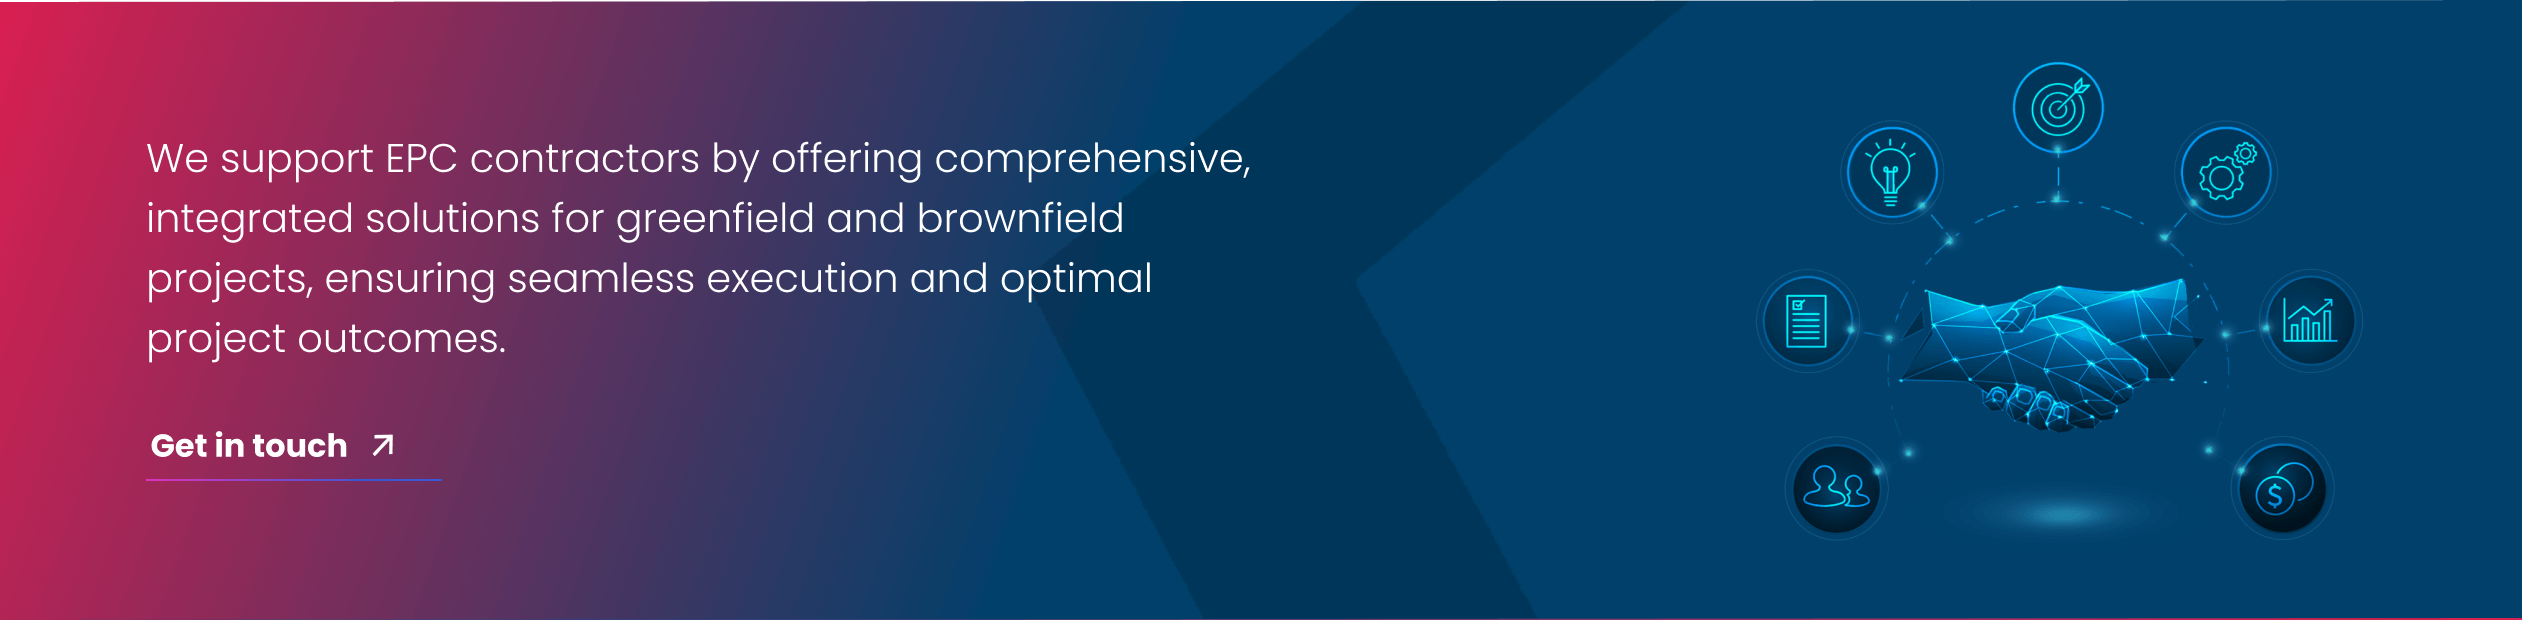 We support EPC contractors by offering comprehensive,
integrated solutions for greenfield and brownfield
projects, ensuring seamless execution and optimal
project outcomes.
Get in touch
$